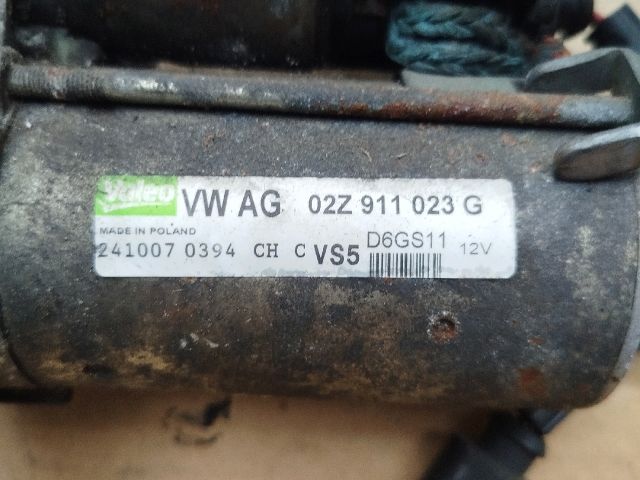 Valeo VW AG 02Z 911 023 G
MADE IN POLAND
241007 0394 CH C VS5 D6GS11 12V